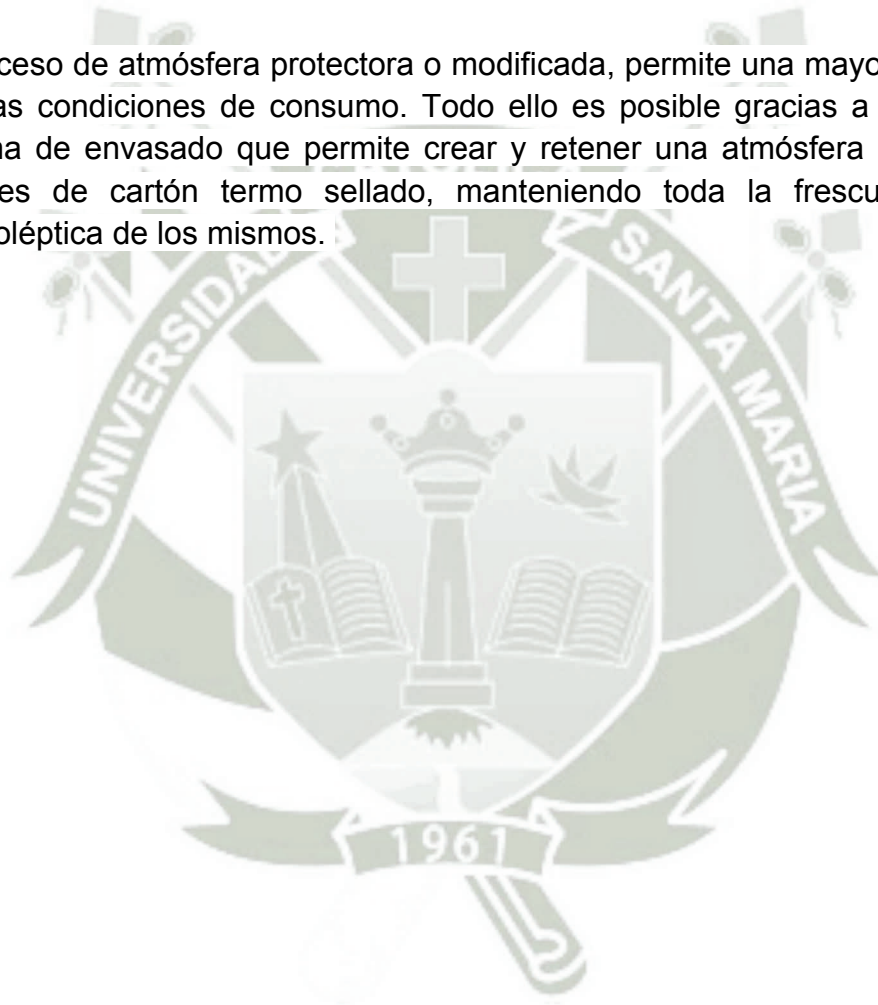 ceso de atmósfera protectora o modificada, permite una mayo
as condiciones de consumo. Todo ello es posible gracias a
na de envasado que permite crear y retener una atmósfera
es de cartón termo sellado, manteniendo toda la frescu
oléptica de los mismos.
UNIVERSIDAD
SANTA MARIA
1961